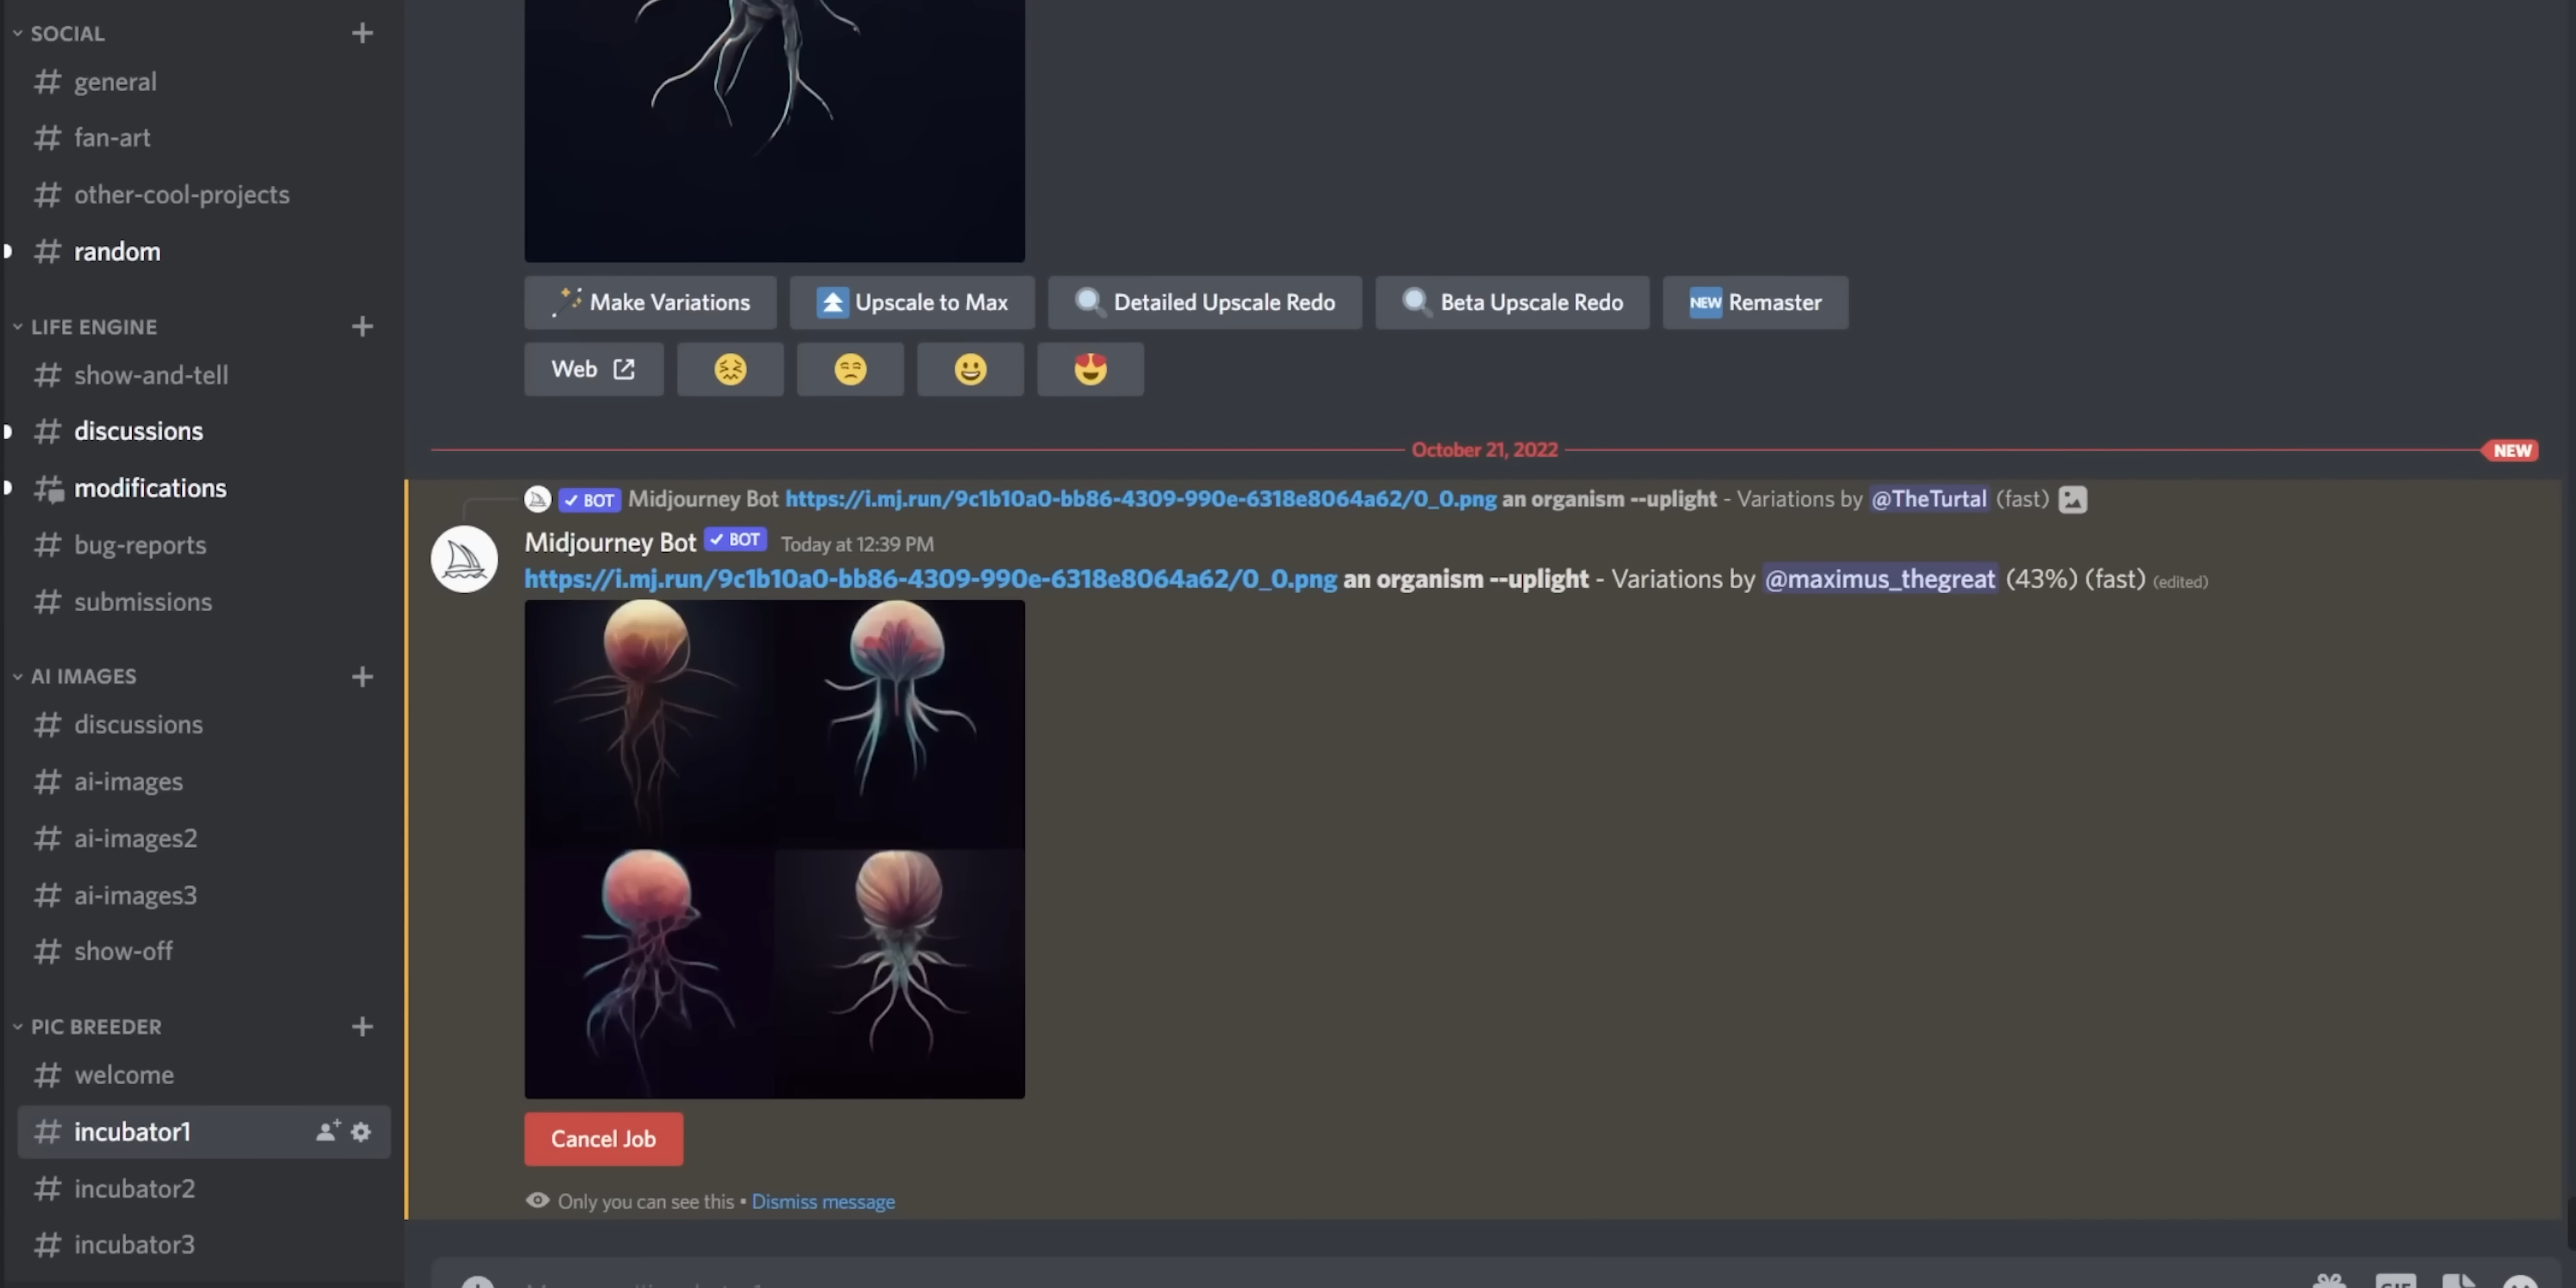 SOCIAL
general
fan-art
other-cool-projects
random
LIFE ENGINE
show-and-tell
discussions
modifications
bug-reports
submissions
AI IMAGES
discussions
ai-images
ai-images2
ai-images3
show-off
PIC BREEDER
welcome
incubator1
incubator2
incubator3
Make Variations
Upscale to Max
Detailed Upscale Redo
Beta Upscale Redo
NEW Remaster
Web
October 21, 2022
NEW
BOT Midjourney Bot https://i.mj.run/9c1b10a0-bb86-4309-990e-6318e8064a62/0_0.png an organism --uplight - Variations by @TheTurtal (fast)
Midjourney Bot BOT Today at 12:39 PM
https://i.mj.run/9c1b10a0-bb86-4309-990e-6318e8064a62/0_0.png an organism --uplight - Variations by @maximus_thegreat (43%) (fast) (edited)
Cancel Job
Only you can see this • Dismiss message